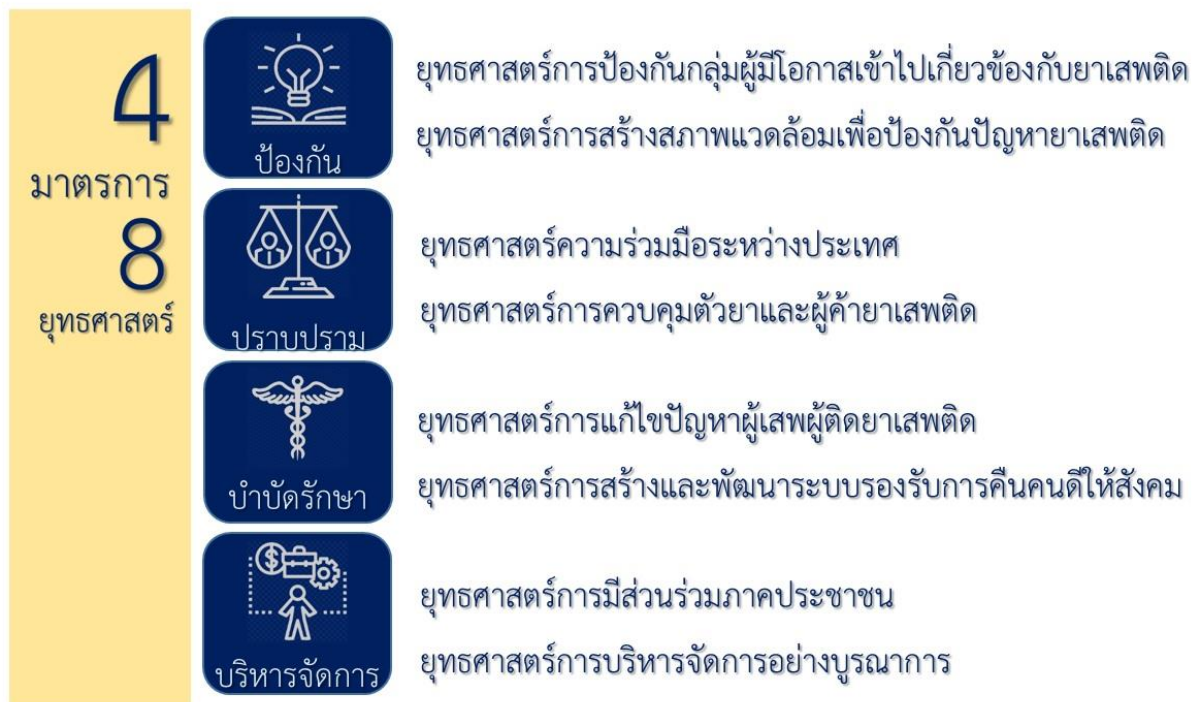 4
มาตรการ
8
ยุทธศาสตร์
ป้องกัน
ยุทธศาสตร์การป้องกันกลุ่มผู้มีโอกาสเข้าไปเกี่ยวข้องกับยาเสพติด
ยุทธศาสตร์การสร้างสภาพแวดล้อมเพื่อป้องกันปัญหายาเสพติด
ปราบปราม
ยุทธศาสตร์ความร่วมมือระหว่างประเทศ
ยุทธศาสตร์การควบคุมตัวยาและผู้ค้ายาเสพติด
บำบัดรักษา
ยุทธศาสตร์การแก้ไขปัญหาผู้เสพผู้ติดยาเสพติด
ยุทธศาสตร์การสร้างและพัฒนาระบบรองรับการคืนคนดีให้สังคม
$
บริหารจัดการ
ยุทธศาสตร์การมีส่วนร่วมภาคประชาชน
ยุทธศาสตร์การบริหารจัดการอย่างบูรณาการ